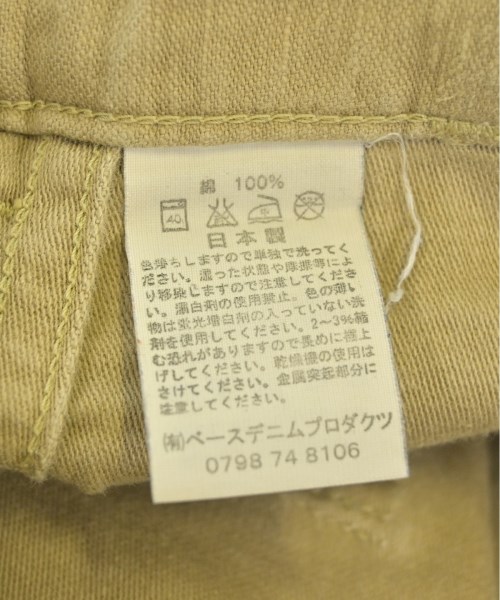 綿 100%
40
日本製
色落ちしますので単独で洗ってく
ださい。湿った状態や摩擦等によ
り移染しますので注意してくださ
い。漂白剤の使用禁止。色の薄い
物は蛍光増白剤の入っていない洗
剤を使用してください。2〜3%縮
む恐れがありますので長めに裾上
げしてください。乾燥機の使用は
さけてください。金属突起部分に
注意してください。
(有)ベースデニムプロダクツ
0798 74 8106